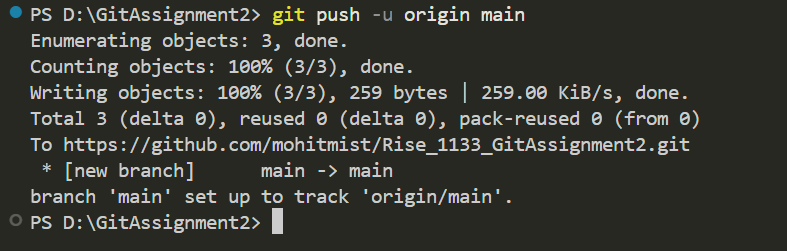 PS D:\GitAssignment2> git push -u origin main
Enumerating objects: 3, done.
Counting objects: 100% (3/3), done.
Writing objects: 100% (3/3), 259 bytes | 259.00 KiB/s, done.
Total 3 (delta 0), reused 0 (delta 0), pack-reused 0 (from 0)
To https://github.com/mohitmist/Rise_1133_GitAssignment2.git
 * [new branch]      main -> main
branch 'main' set up to track 'origin/main'.
PS D:\GitAssignment2>